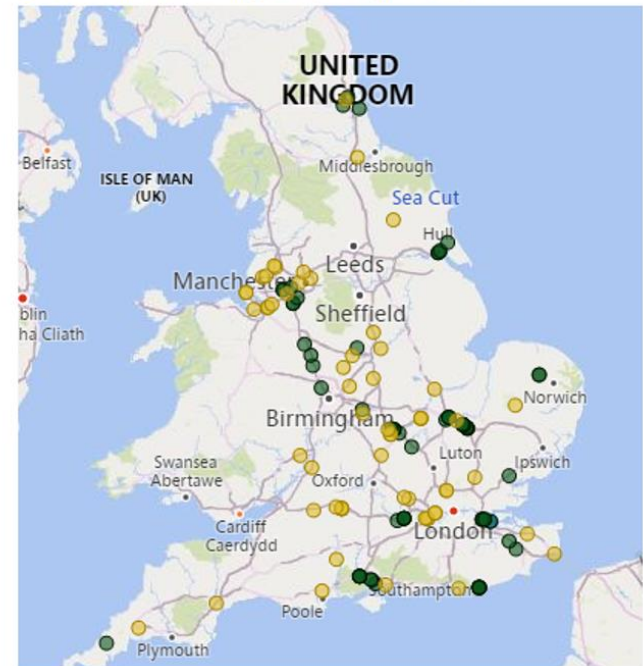 UNITED
KINGDOM
Belfast
Middlesbrough
ISLE OF MAN
(UK)
Sea Cut
Hull
Leeds
Manchester
blin
ha Cliath
Sheffield
Norwich
Birmingham
Swansea
Abertawe
Luton
Ipswich
Oxford
Cardiff
Caerdydd
London
Southampton
Poole
Plymouth